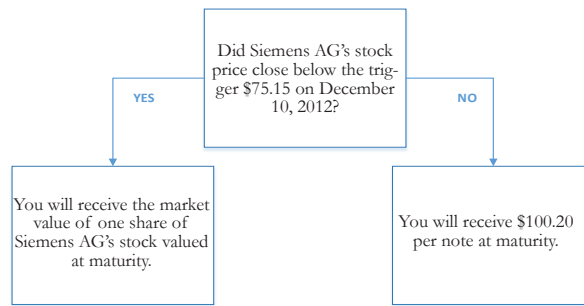 Did Siemens AG's stock
price close below the trig-
ger $75.15 on December
10, 2012?
YES
NO
You will receive the market
value of one share of
Siemens AG's stock valued
at maturity.
You will receive $100.20
per note at maturity.